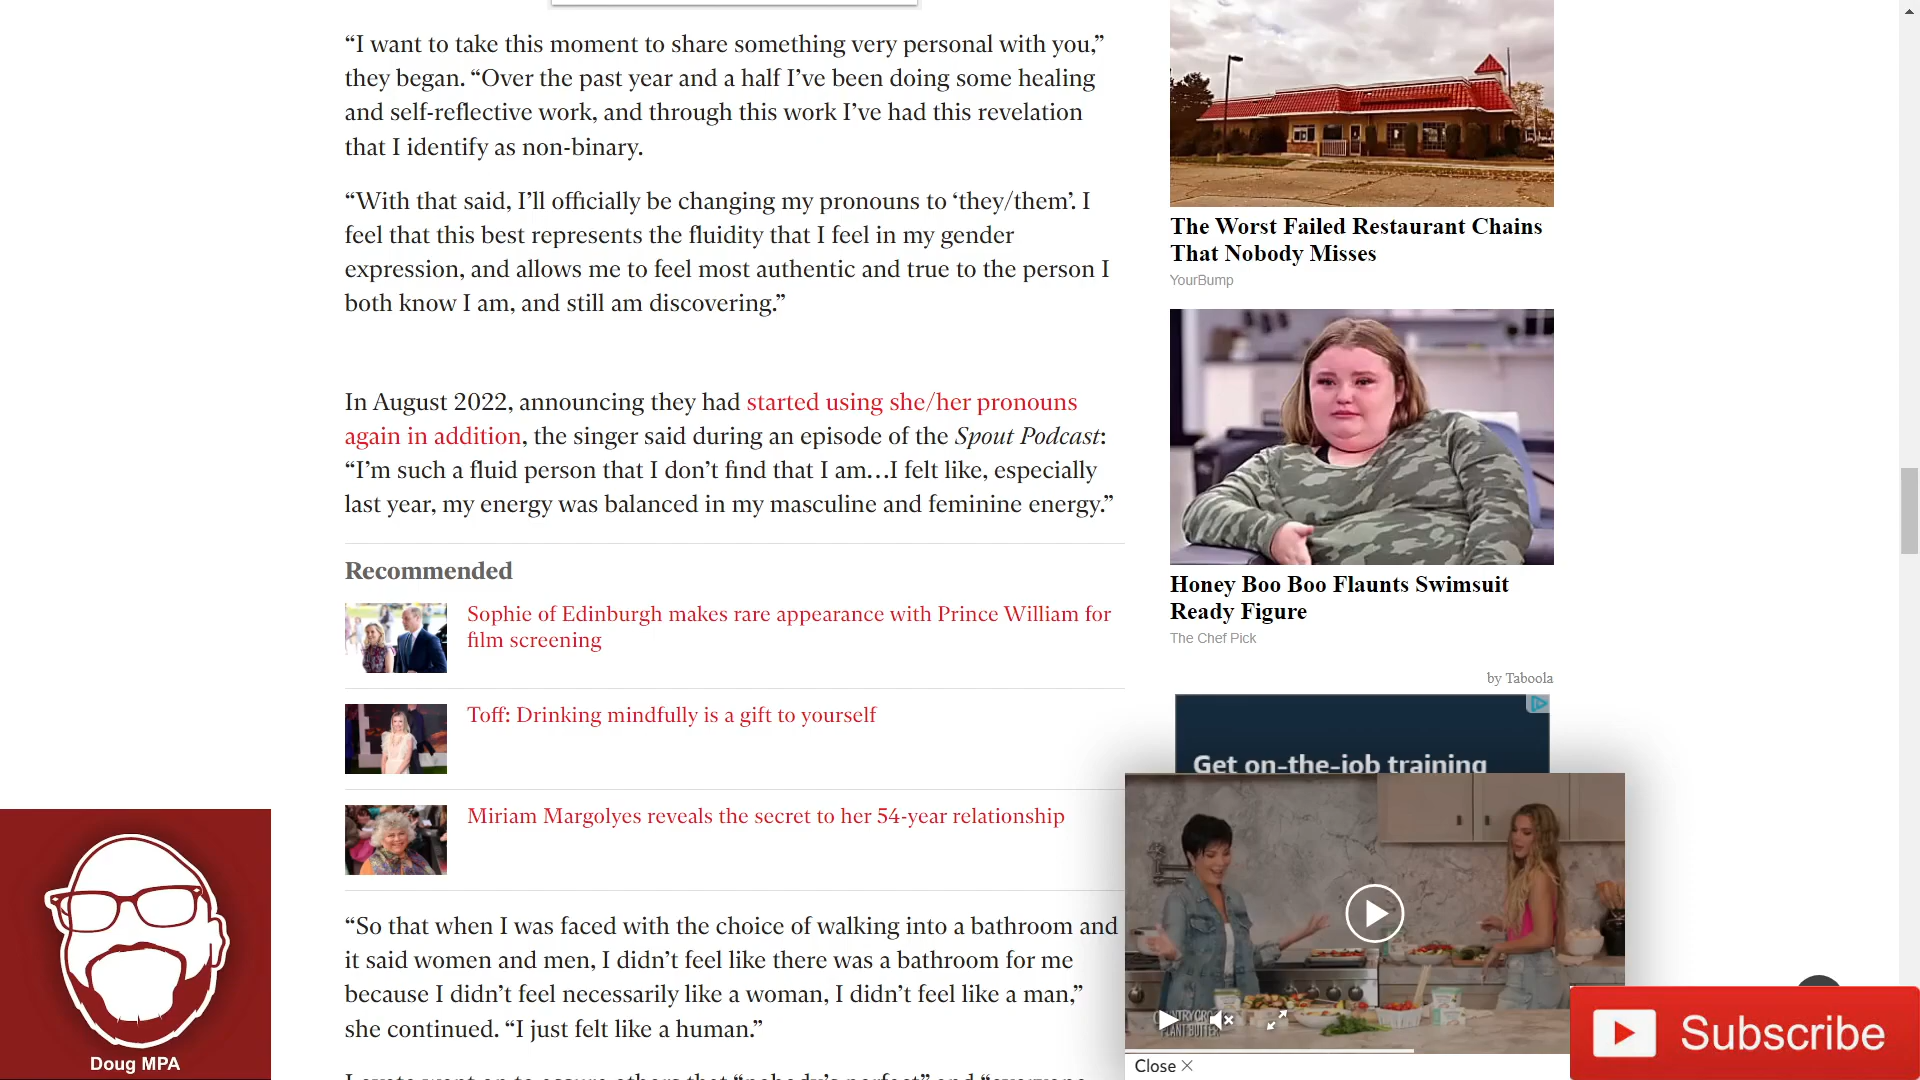 “I want to take this moment to share something very personal with you,”
they began. “Over the past year and a half I’ve been doing some healing
and self-reflective work, and through this work I’ve had this revelation
that I identify as non-binary.
“With that said, I’ll officially be changing my pronouns to ‘they/them’. I
feel that this best represents the fluidity that I feel in my gender
expression, and allows me to feel most authentic and true to the person I
both know I am, and still am discovering.”
In August 2022, announcing they had started using she/her pronouns
again in addition, the singer said during an episode of the Spout Podcast:
“I’m such a fluid person that I don’t find that I am…I felt like, especially
last year, my energy was balanced in my masculine and feminine energy.”
Recommended
Sophie of Edinburgh makes rare appearance with Prince William for
film screening
Toff: Drinking mindfully is a gift to yourself
Miriam Margolyes reveals the secret to her 54-year relationship
“So that when I was faced with the choice of walking into a bathroom and
it said women and men, I didn’t feel like there was a bathroom for me
because I didn’t feel necessarily like a woman, I didn’t feel like a man,”
she continued. “I just felt like a human.”
The Worst Failed Restaurant Chains
That Nobody Misses
YourBump
Honey Boo Boo Flaunts Swimsuit
Ready Figure
The Chef Pick
by Taboola
Get on-the-job training
PLANT BUTTER
Close
Subscribe
Doug MPA